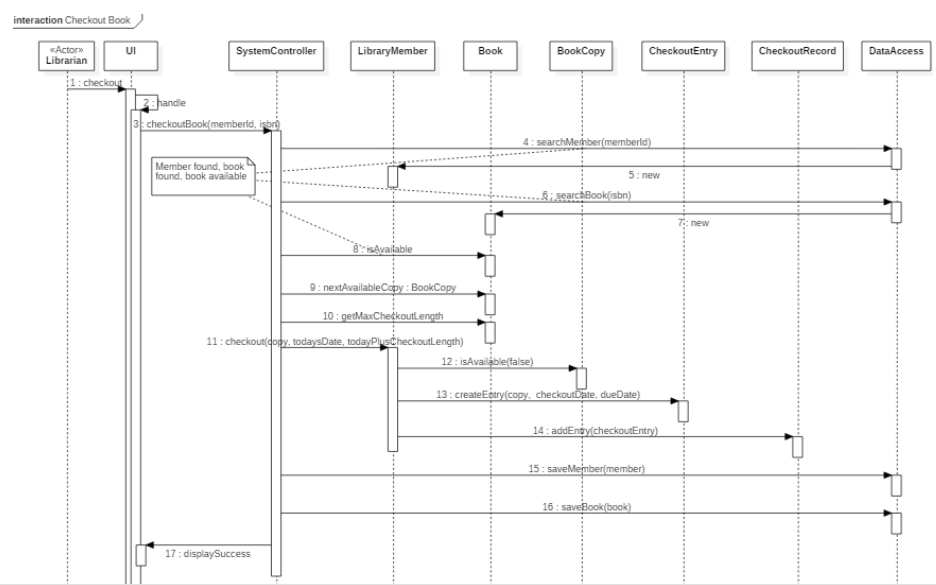 interaction Checkout Book
«Actor»
Librarian
UI
SystemController
LibraryMember
Book
BookCopy
CheckoutEntry
CheckoutRecord
DataAccess
1 : checkout
2 : handle
3 : checkoutBook(memberId, isbn)
4 : searchMember(memberId)
Member found, book
found, book available
5 : new
6 : searchBook(isbn)
7 : new
8 : isAvailable
9 : nextAvailableCopy : BookCopy
10 : getMaxCheckoutLength
11 : checkout(copy, todaysDate, todayPlusCheckoutLength)
12 : isAvailable(false)
13 : createEntry(copy, checkoutDate, dueDate)
14 : addEntry(checkoutEntry)
15 : saveMember(member)
16 : saveBook(book)
17 : displaySuccess